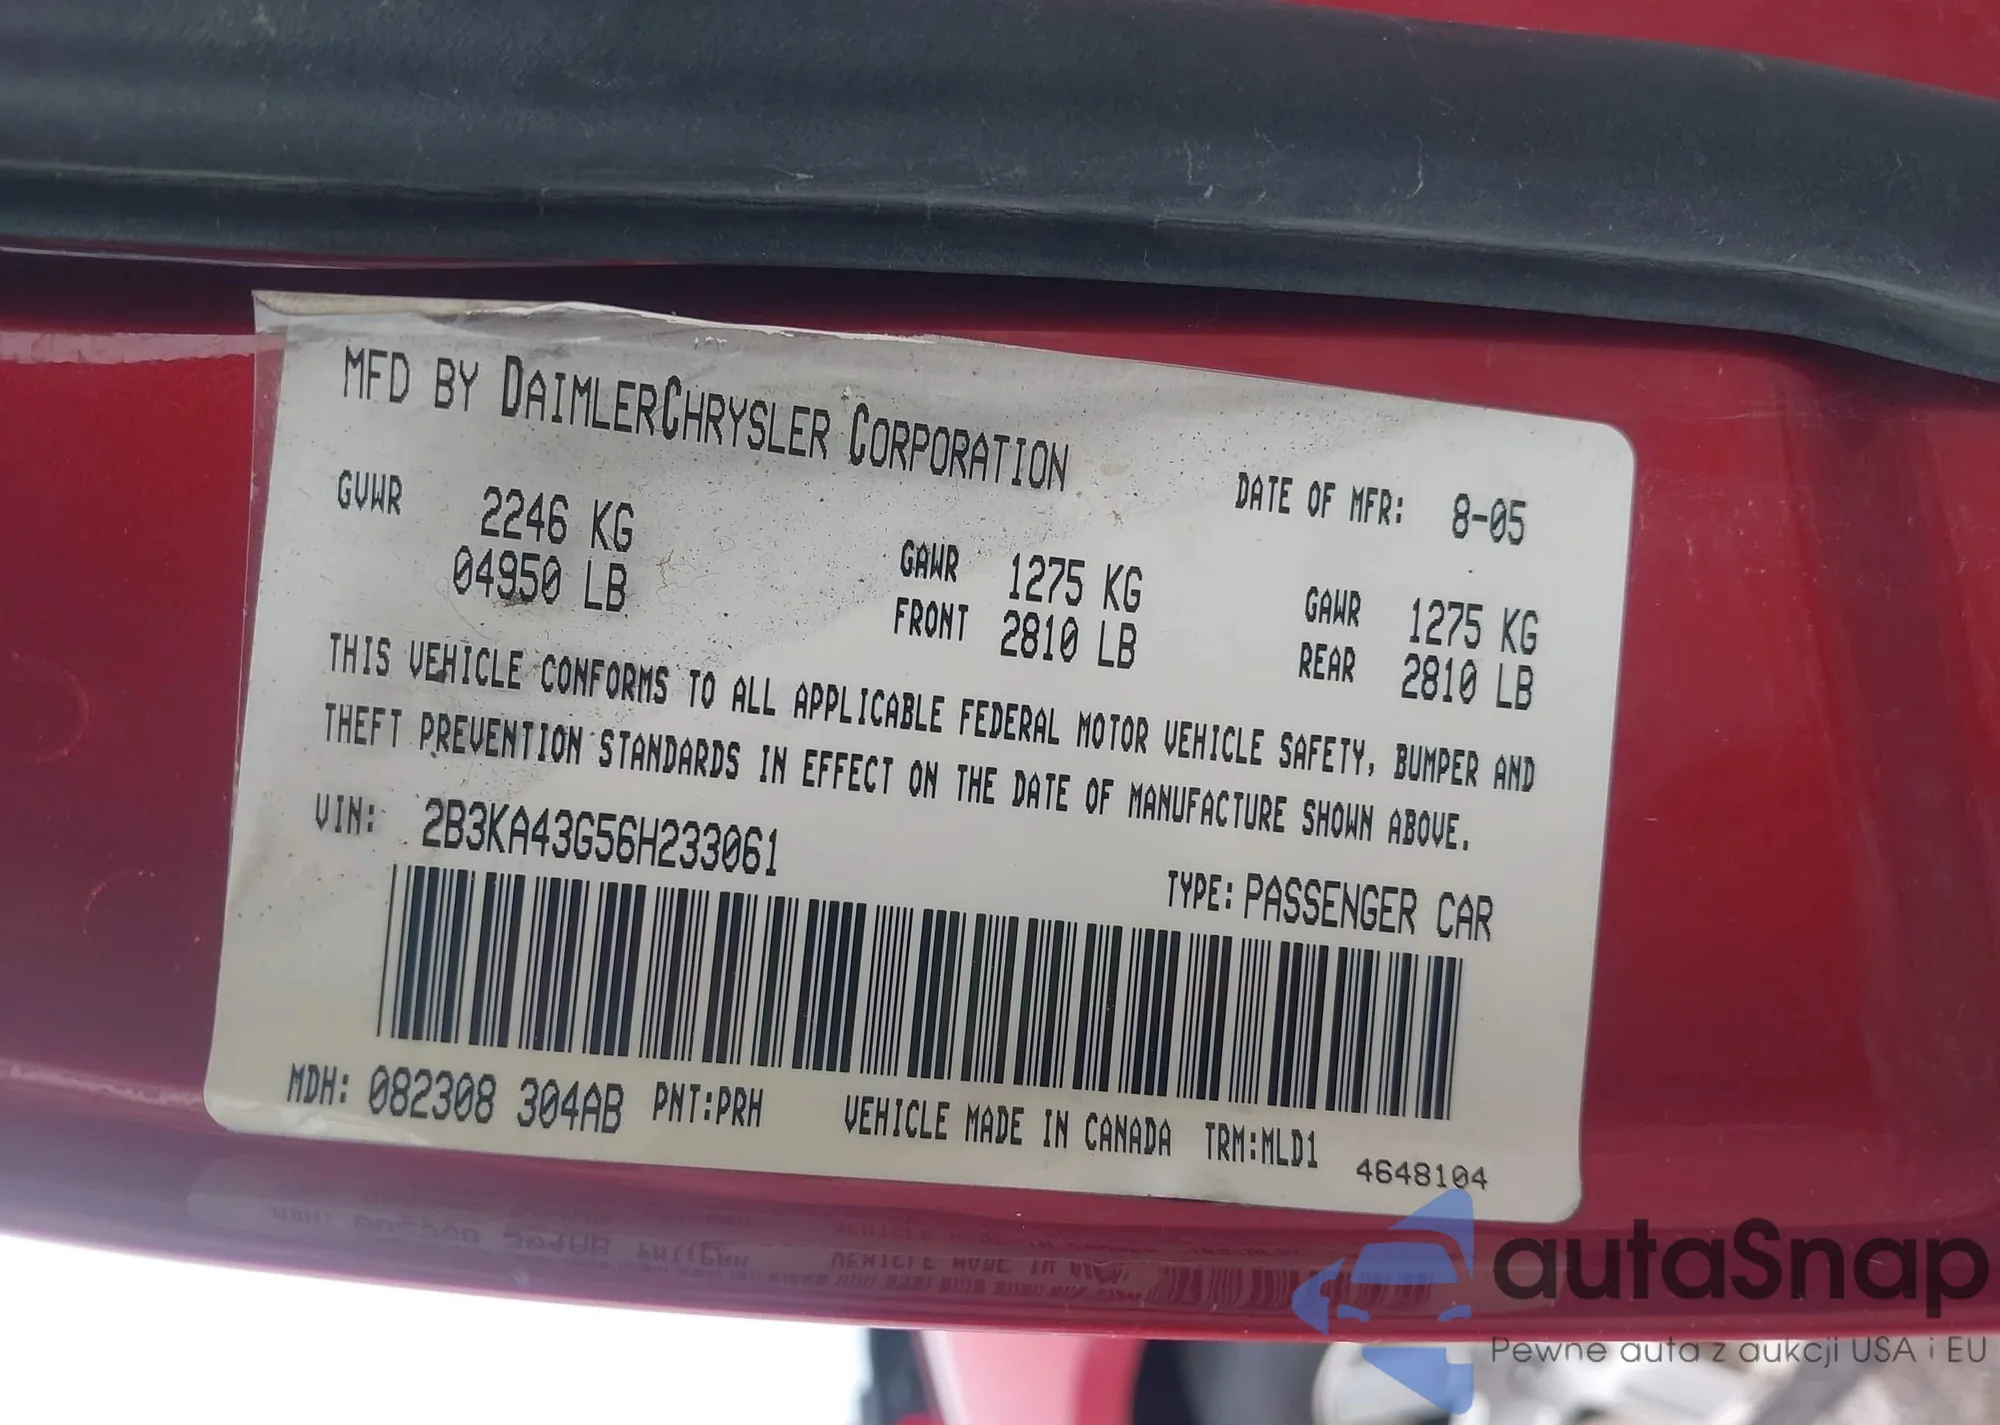 MFD BY DAIMLERCHRYSLER CORPORATION
DATE OF MFR: 8-05
GVWR 2246 KG
04950 LB
GAWR 1275 KG
FRONT 2810 LB
GAWR 1275 KG
REAR 2810 LB
THIS VEHICLE CONFORMS TO ALL APPLICABLE FEDERAL MOTOR VEHICLE SAFETY, BUMPER AND
THEFT PREVENTION STANDARDS IN EFFECT ON THE DATE OF MANUFACTURE SHOWN ABOVE.
VIN: 2B3KA43G56H233061
TYPE: PASSENGER CAR
MDH: 082308 304AB PNT:PRH VEHICLE MADE IN CANADA TRM:MLD1 4648104
autaSnap
Pewne auta z aukcji USA i EU